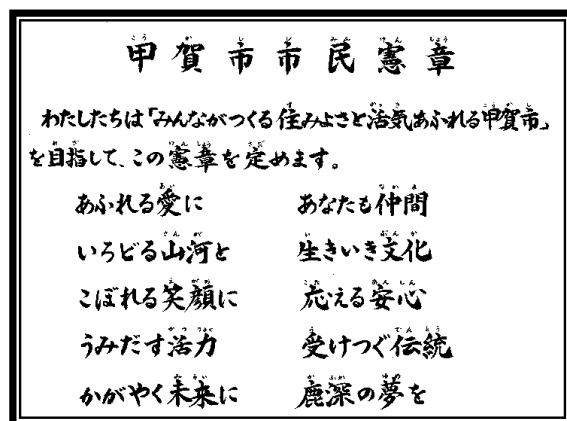 甲賀市市民憲章
わたしたちは「みんながつくる住みよさと活気あふれる甲賀市」
を目指して、この憲章を定めます。
あふれる愛に　あなたも仲間
いろどる山河と　生きいき文化
こぼれる笑顔に　応える安心
うみだす活力　受けつぐ伝統
かがやく未来に　鹿深の夢を